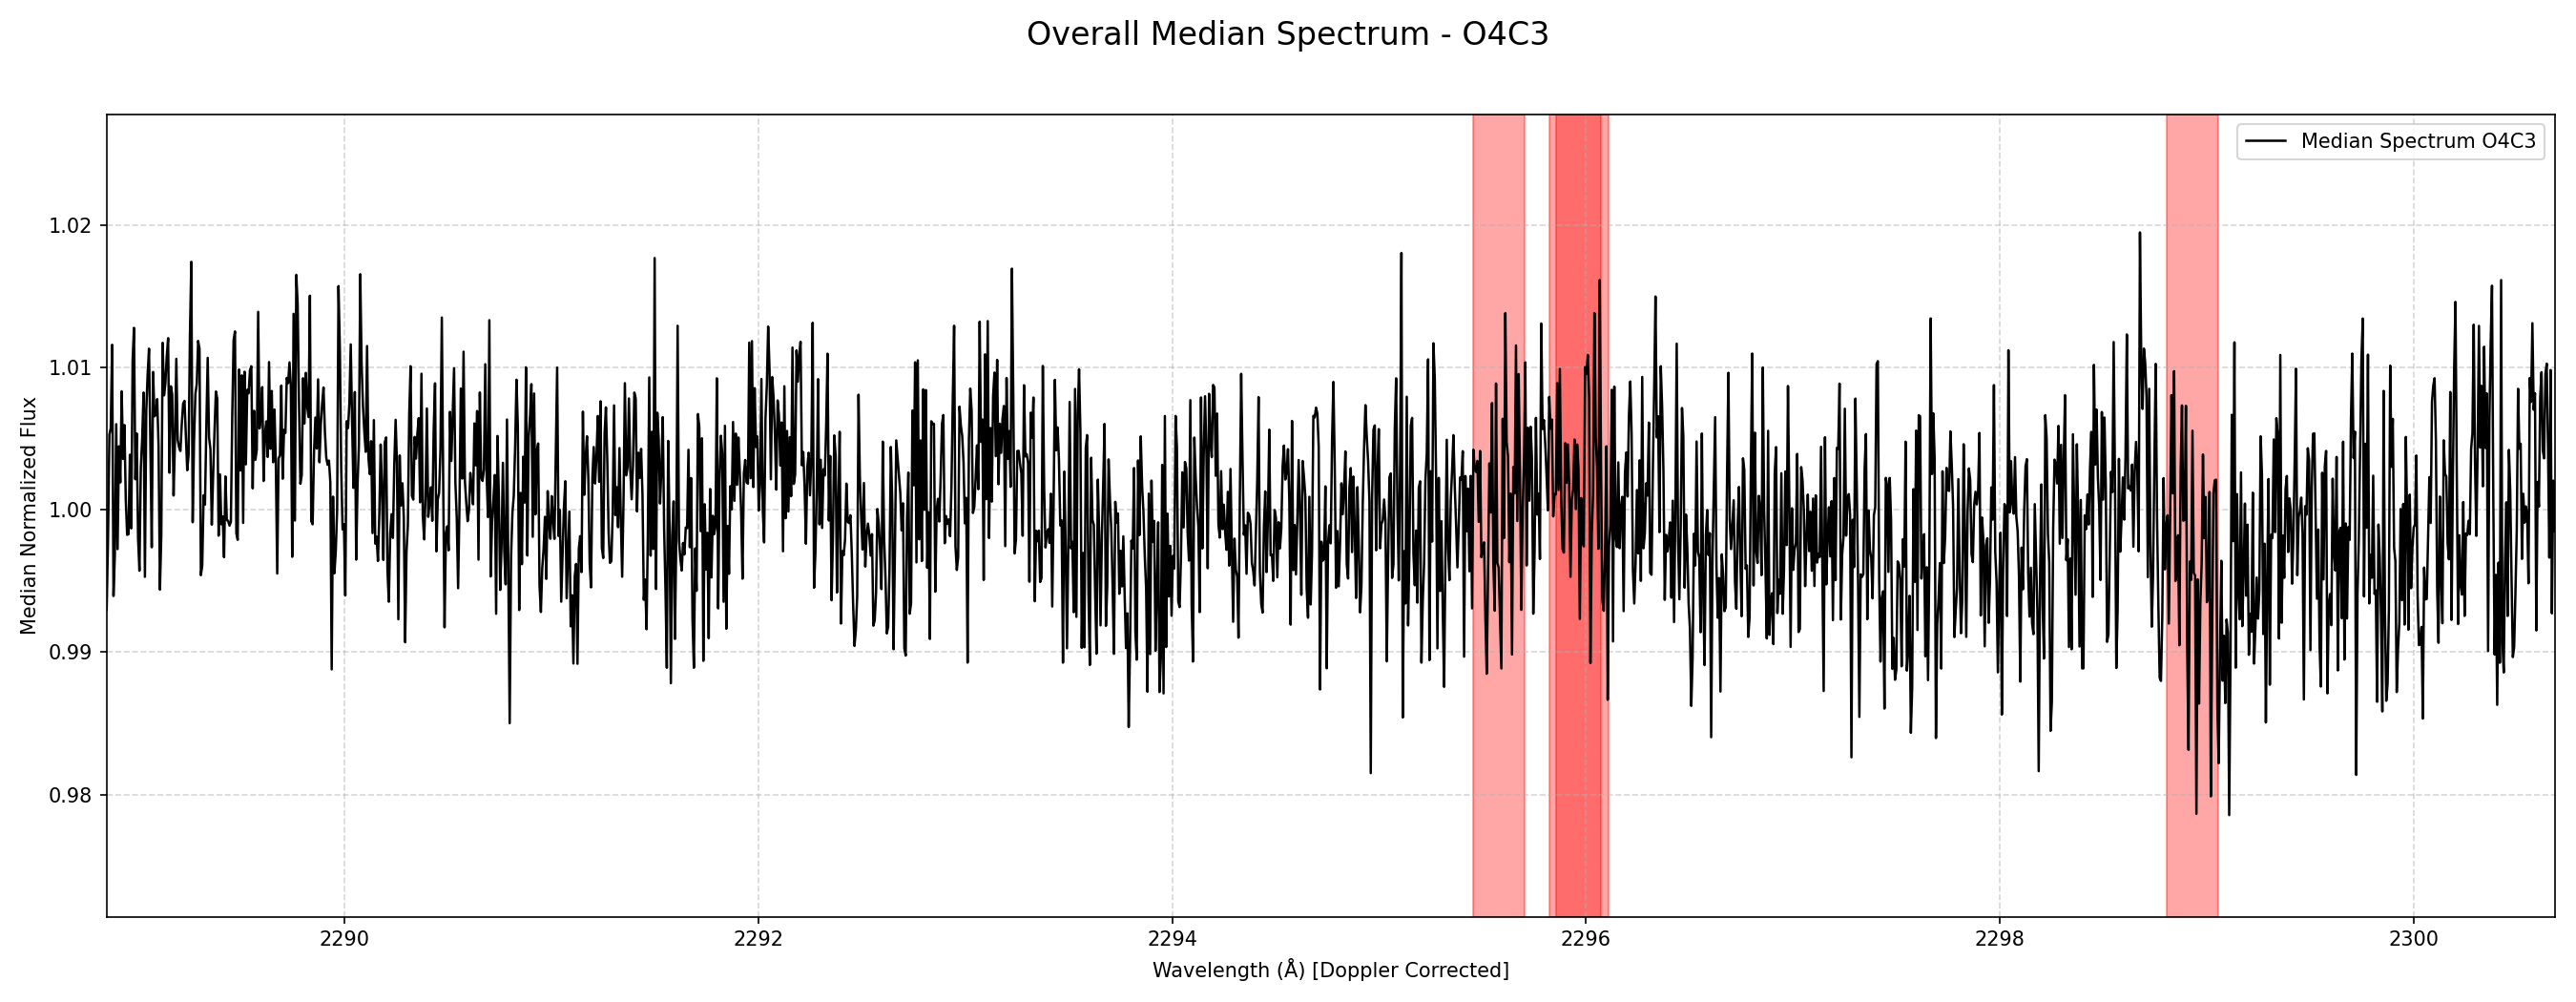 Overall Median Spectrum - O4C3
Median Spectrum O4C3
Median Normalized Flux
1.02
1.01
1.00
0.99
0.98
2290 2292 2294 2296 2298 2300
Wavelength (Å) [Doppler Corrected]